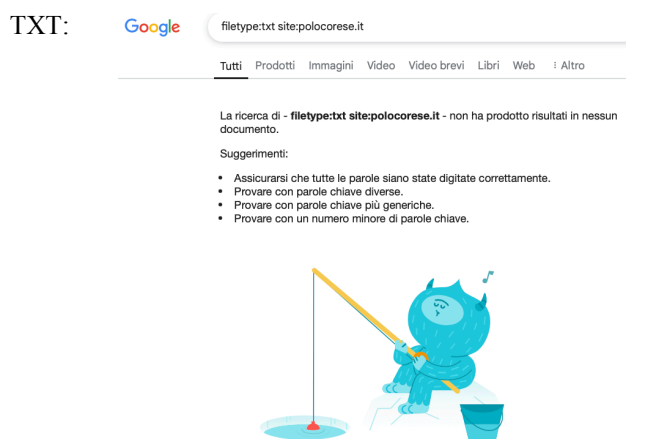 TXT:
Google
filetype:txt site:polocorese.it
Tutti Prodotti Immagini Video Video brevi Libri Web ⋮ Altro
La ricerca di - filetype:txt site:polocorese.it - non ha prodotto risultati in nessun
documento.
Suggerimenti:
• Assicurarsi che tutte le parole siano state digitate correttamente.
• Provare con parole chiave diverse.
• Provare con parole chiave più generiche.
• Provare con un numero minore di parole chiave.